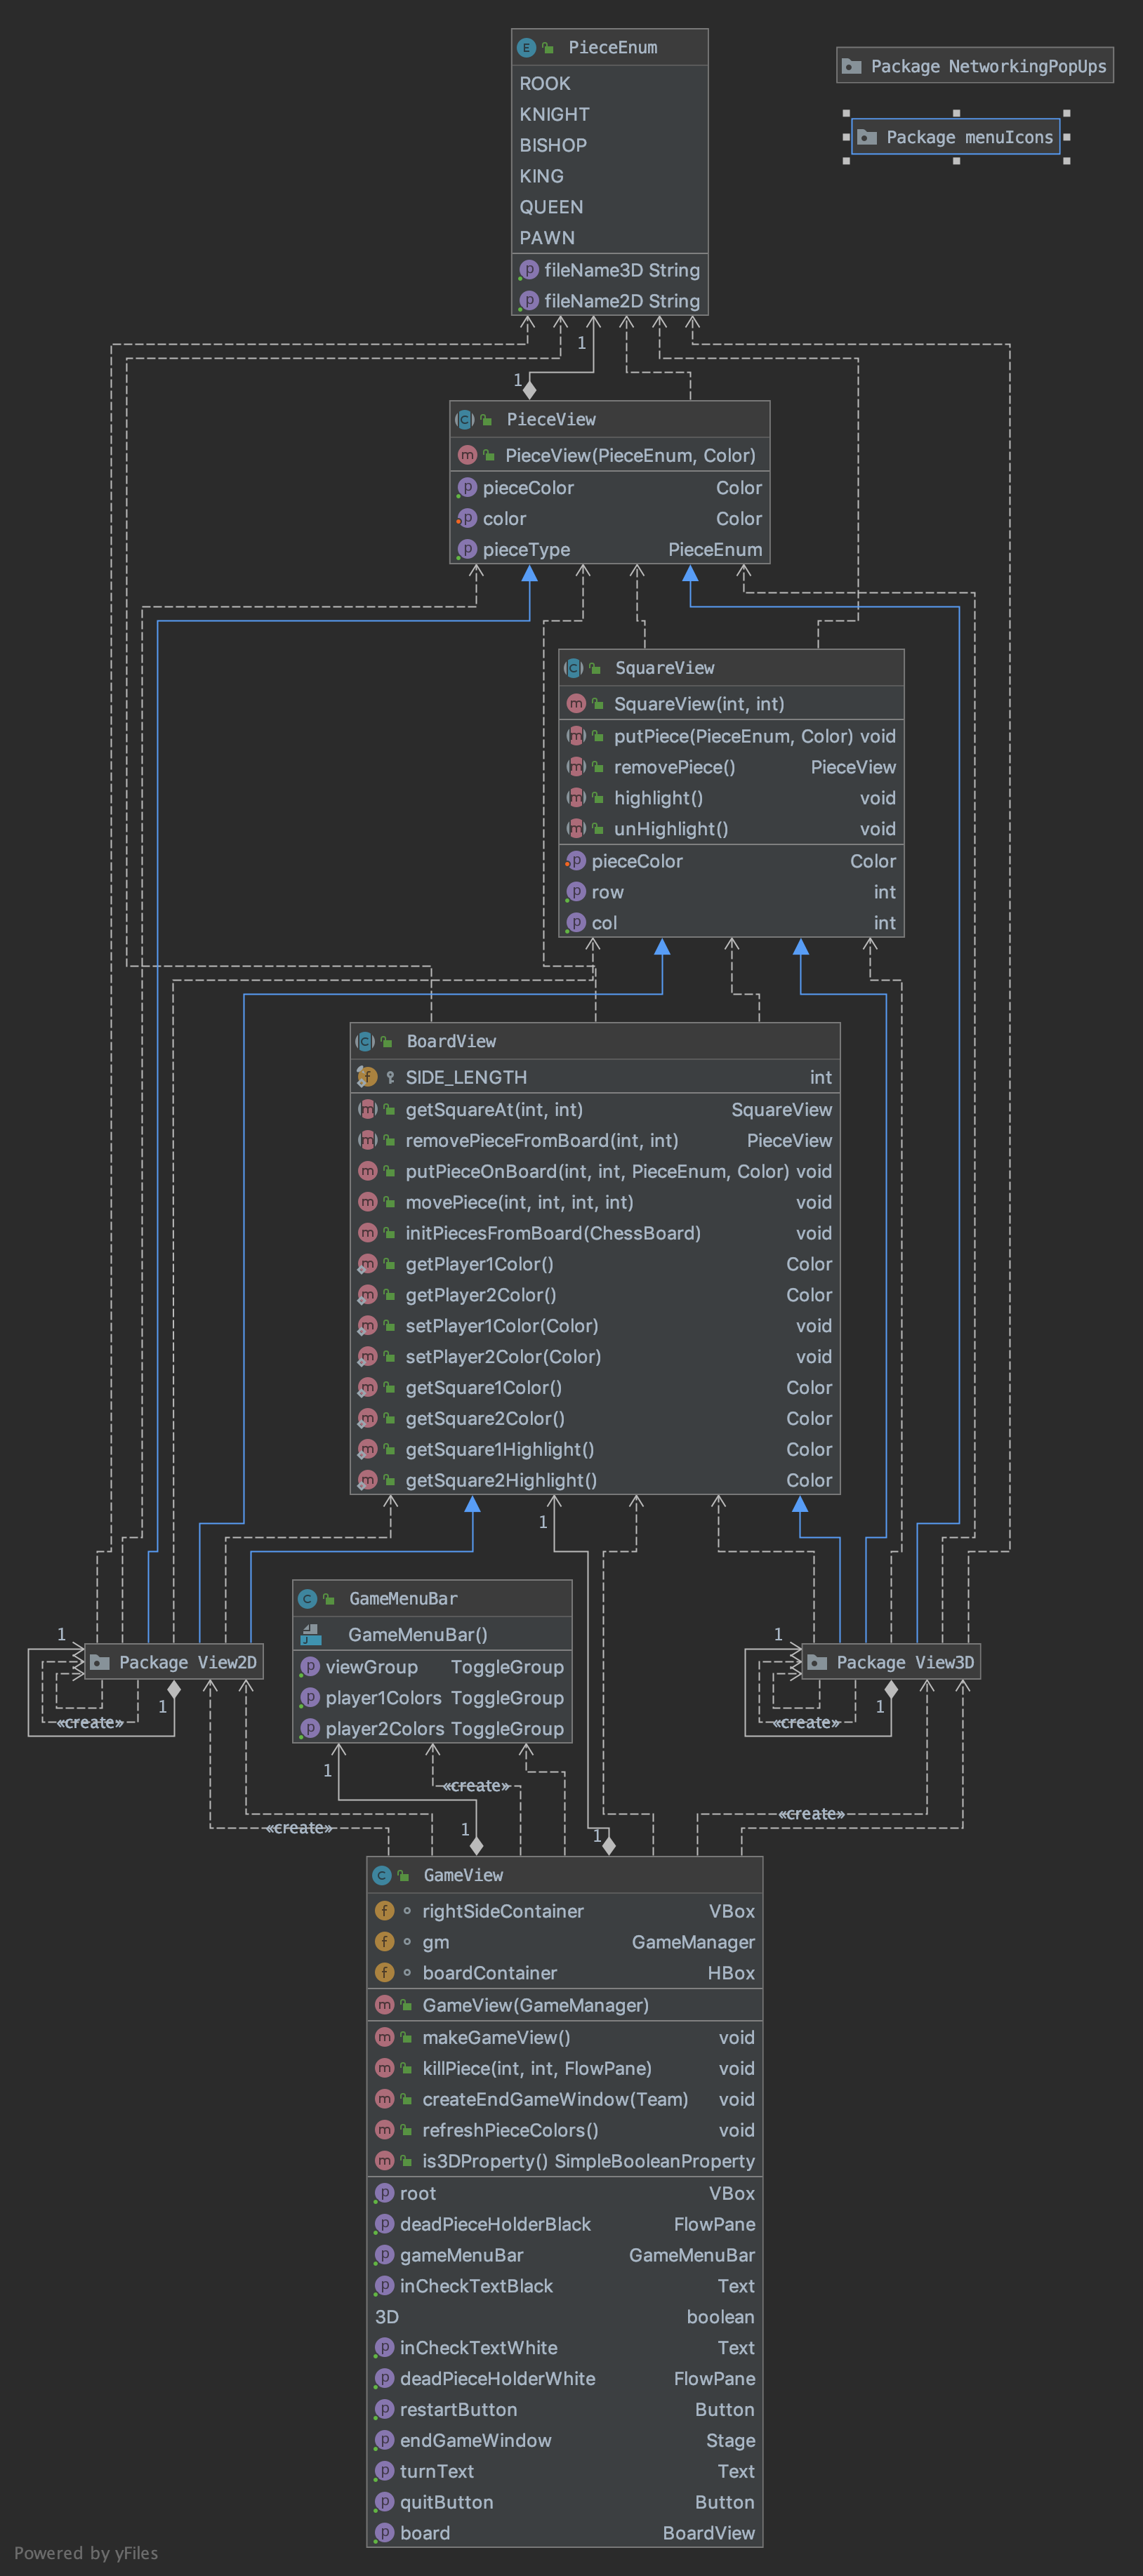 PieceEnum
ROOK
KNIGHT
BISHOP
KING
QUEEN
PAWN
fileName3D String
fileName2D String
Package NetworkingPopUps
Package menuIcons
1
1
PieceView
PieceView(PieceEnum, Color)
pieceColor Color
color Color
pieceType PieceEnum
SquareView
SquareView(int, int)
putPiece(PieceEnum, Color) void
removePiece() PieceView
highlight() void
unHighlight() void
pieceColor Color
row int
col int
BoardView
SIDE_LENGTH int
getSquareAt(int, int) SquareView
removePieceFromBoard(int, int) PieceView
putPieceOnBoard(int, int, PieceEnum, Color) void
movePiece(int, int, int, int) void
initPiecesFromBoard(ChessBoard) void
getPlayer1Color() Color
getPlayer2Color() Color
setPlayer1Color(Color) void
setPlayer2Color(Color) void
getSquare1Color() Color
getSquare2Color() Color
getSquare1Highlight() Color
getSquare2Highlight() Color
1
GameMenuBar
GameMenuBar()
viewGroup ToggleGroup
player1Colors ToggleGroup
player2Colors ToggleGroup
1
Package View2D
1
«create»
1
Package View3D
1
«create»
1
«create»
«create»
«create»
1
1
GameView
rightSideContainer VBox
gm GameManager
boardContainer HBox
GameView(GameManager)
makeGameView() void
killPiece(int, int, FlowPane) void
createEndGameWindow(Team) void
refreshPieceColors() void
is3DProperty() SimpleBooleanProperty
root VBox
deadPieceHolderBlack FlowPane
gameMenuBar GameMenuBar
inCheckTextBlack Text
3D boolean
inCheckTextWhite Text
deadPieceHolderWhite FlowPane
restartButton Button
endGameWindow Stage
turnText Text
quitButton Button
board BoardView
Powered by yFiles